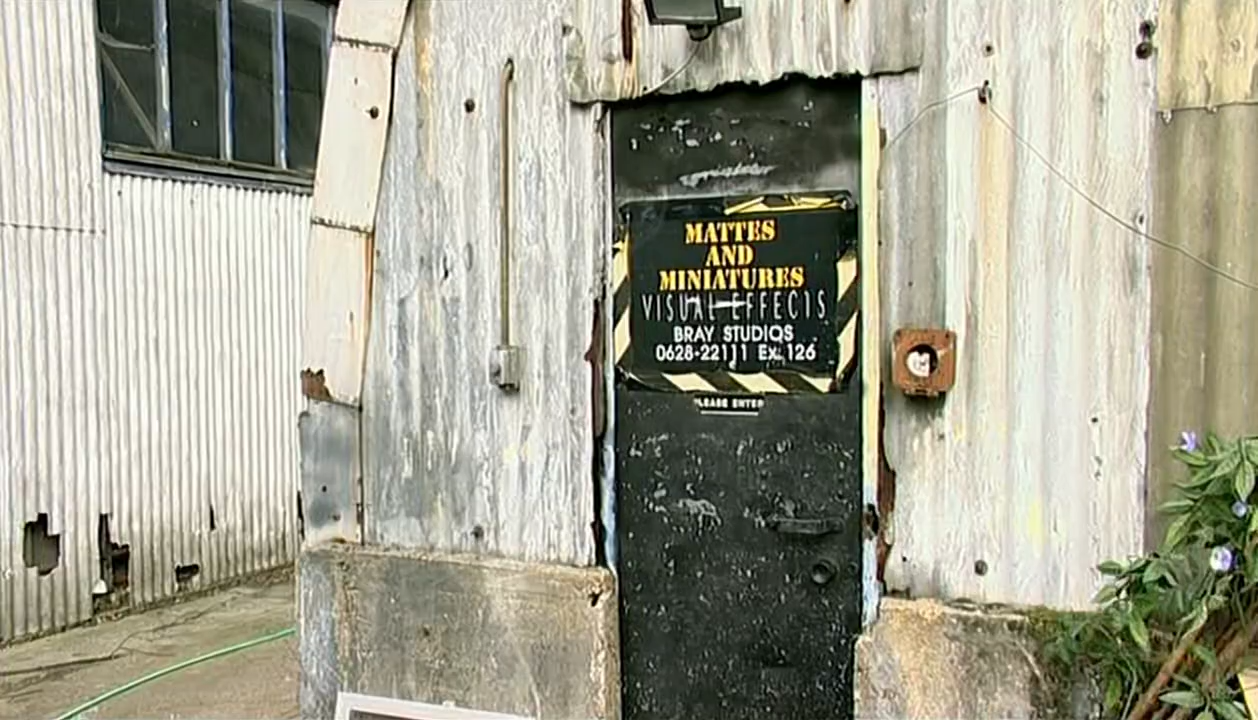 MATTES
AND
MINIATURES
VISUAL EFFECTS
BRAY STUDIOS
0628-22111 Ex. 126
PLEASE ENTER